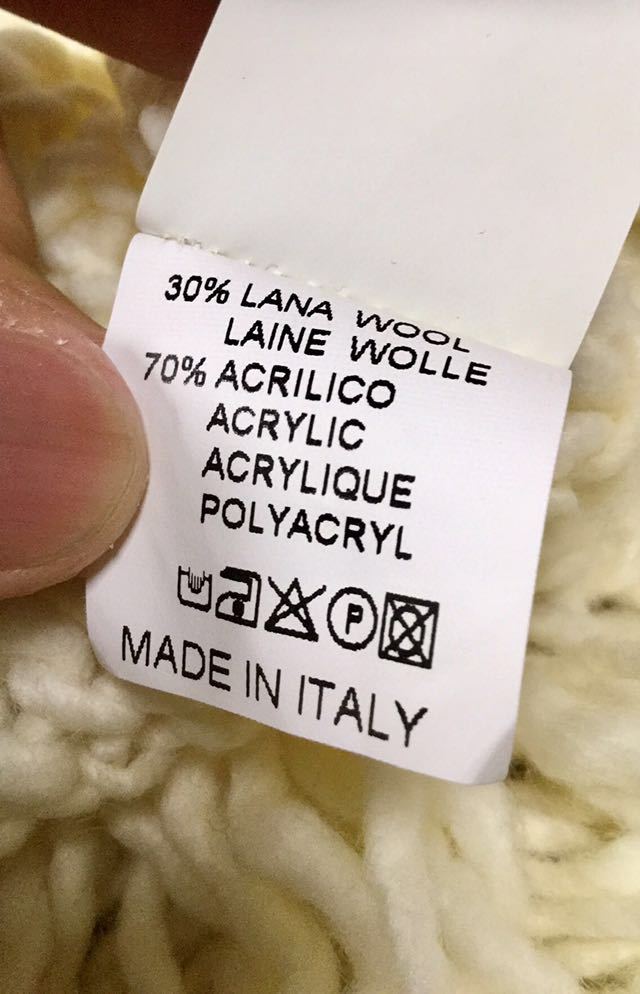 30% LANA WOOL
LAINE WOLLE
70% ACRILICO
ACRYLIC
ACRYLIQUE
POLYACRYL
P
MADE IN ITALY